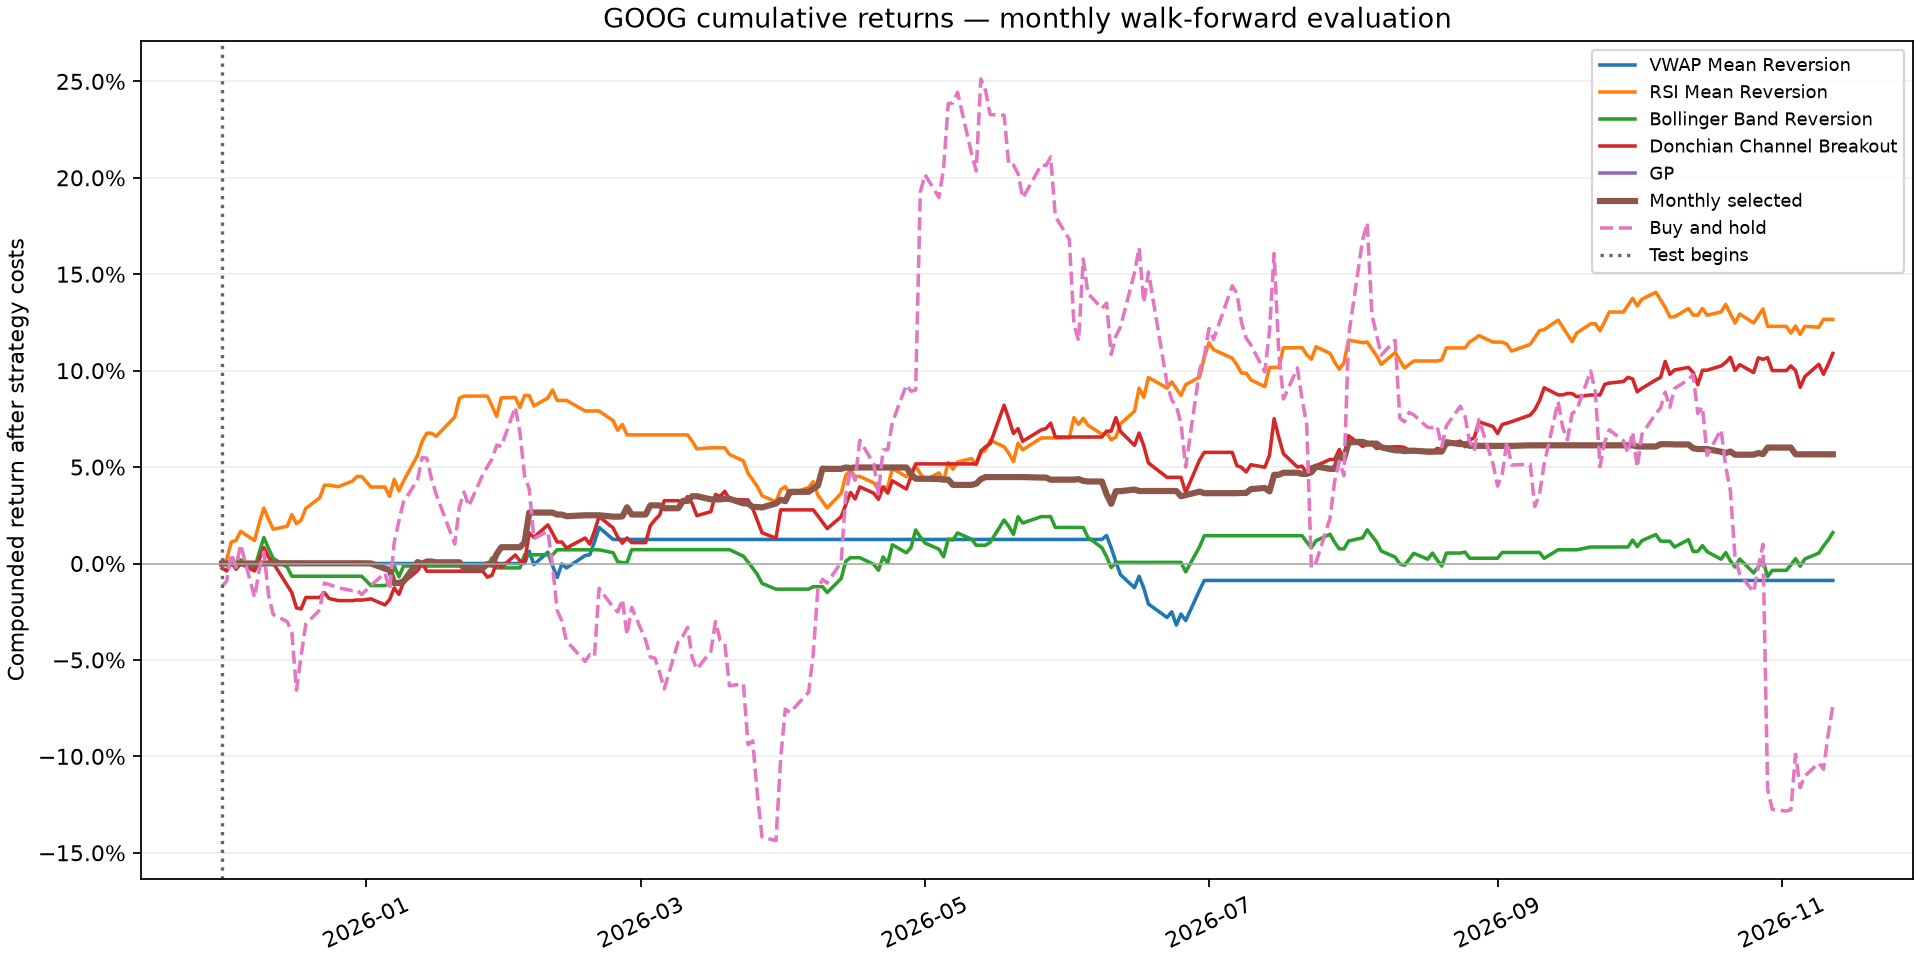 GOOG cumulative returns — monthly walk-forward evaluation
Compounded return after strategy costs
25.0%
20.0%
15.0%
10.0%
5.0%
0.0%
−5.0%
−10.0%
−15.0%
VWAP Mean Reversion
RSI Mean Reversion
Bollinger Band Reversion
Donchian Channel Breakout
GP
Monthly selected
Buy and hold
Test begins
2026-01
2026-03
2026-05
2026-07
2026-09
2026-11